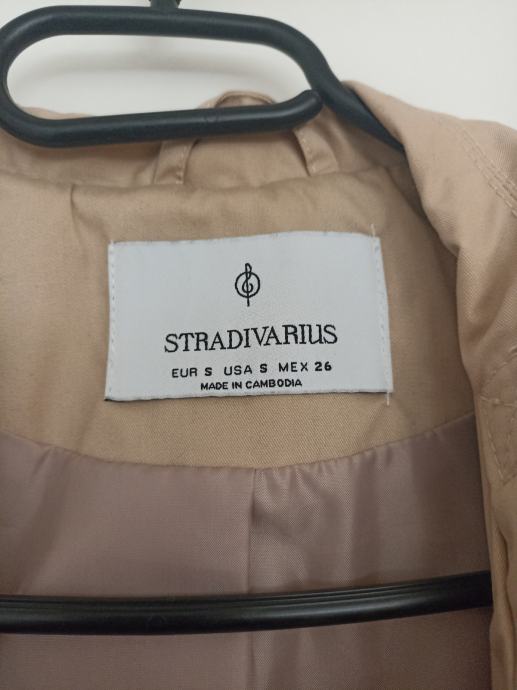 STRADIVARIUS
EUR S USA S MEX 26
MADE IN CAMBODIA